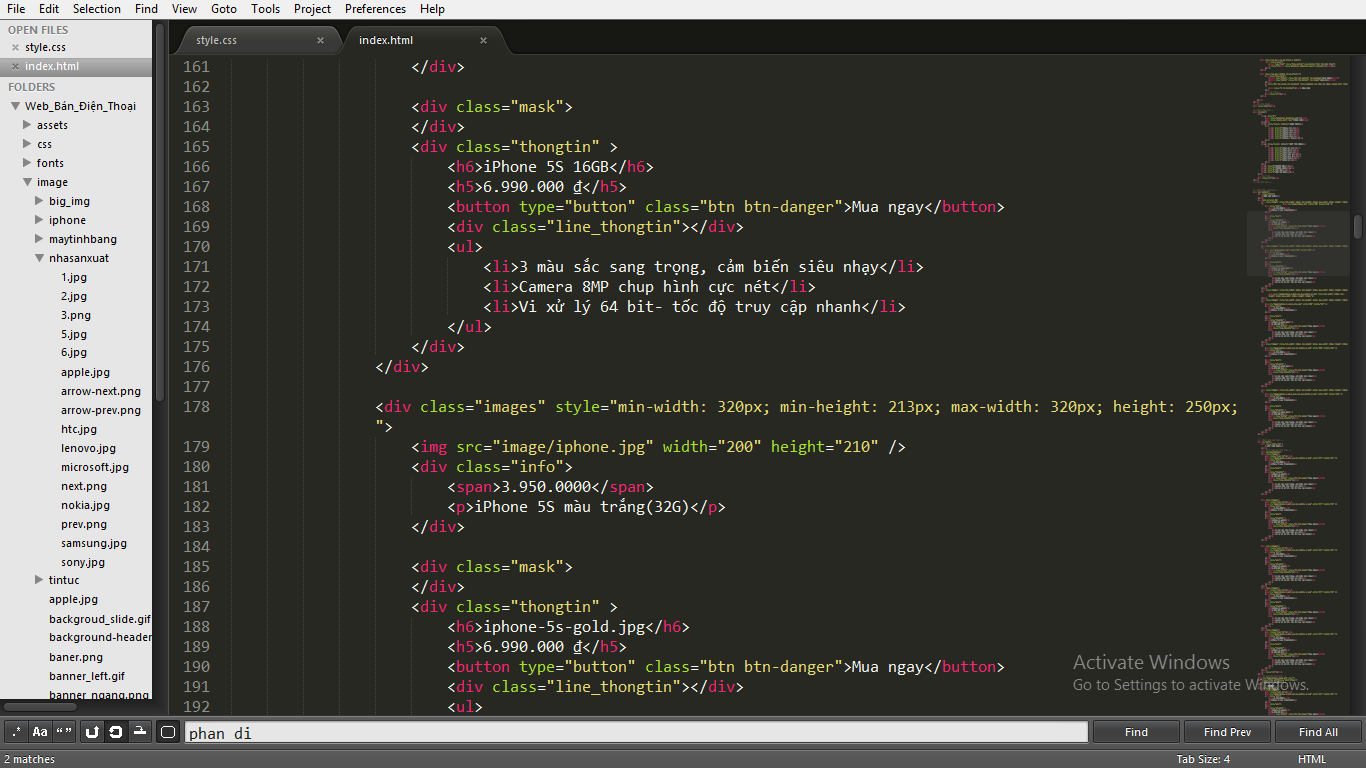 File Edit Selection Find View Goto Tools Project Preferences Help
OPEN FILES
style.css
index.html
FOLDERS
Web_Bán_Điện_Thoai
assets
css
fonts
image
big_img
iphone
maytinhbang
nhasanxuat
1.jpg
2.jpg
3.png
5.jpg
6.jpg
apple.jpg
arrow-next.png
arrow-prev.png
htc.jpg
lenovo.jpg
microsoft.jpg
next.png
nokia.jpg
prev.png
samsung.jpg
sony.jpg
tintuc
apple.jpg
backgroud_slide.gif
background-header
baner.png
banner_left.gif
banner_ngang.png
style.css × index.html ×
161 </div>
162
163 <div class="mask">
164 </div>
165 <div class="thongtin" >
166 <h6>iPhone 5S 16GB</h6>
167 <h5>6.990.000 ₫</h5>
168 <button type="button" class="btn btn-danger">Mua ngay</button>
169 <div class="line_thongtin"></div>
170 <ul>
171 <li>3 màu sắc sang trọng, cảm biến siêu nhạy</li>
172 <li>Camera 8MP chup hình cực nét</li>
173 <li>Vi xử lý 64 bit- tốc độ truy cập nhanh</li>
174 </ul>
175 </div>
176 </div>
177
178 <div class="images" style="min-width: 320px; min-height: 213px; max-width: 320px; height: 250px;
">
179 <img src="image/iphone.jpg" width="200" height="210" />
180 <div class="info">
181 <span>3.950.0000</span>
182 <p>iPhone 5S màu trắng(32G)</p>
183 </div>
184
185 <div class="mask">
186 </div>
187 <div class="thongtin" >
188 <h6>iphone-5s-gold.jpg</h6>
189 <h5>6.990.000 ₫</h5>
190 <button type="button" class="btn btn-danger">Mua ngay</button>
191 <div class="line_thongtin"></div>
192 <ul>
Activate Windows
Go to Settings to activate Windows.
.* Aa “” phan di Find Find Prev Find All
2 matches Tab Size: 4 HTML